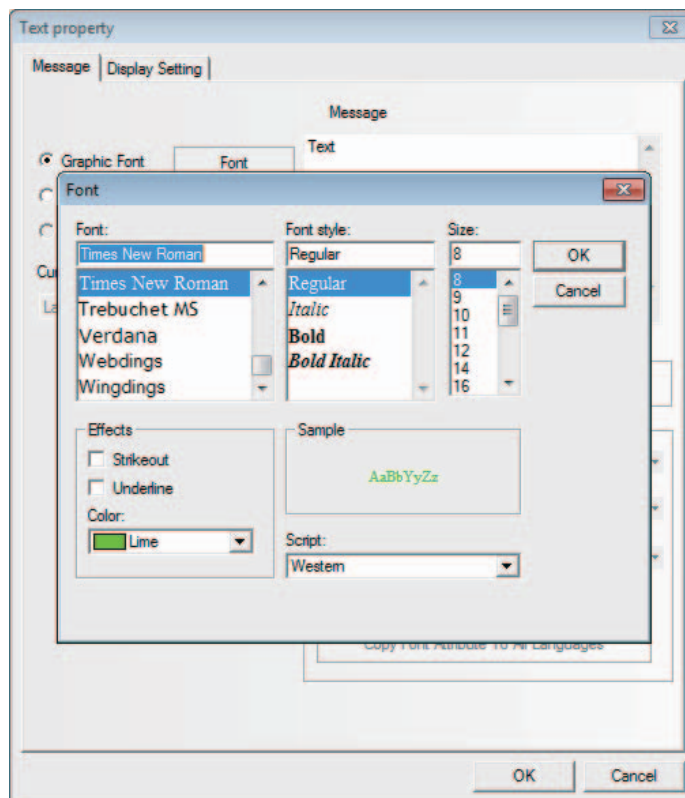 Text property
Message Display Setting
Message
Graphic Font Font Text
Font
Font: Font style: Size:
Times New Roman Regular 8 OK
Times New Roman Regular 8 Cancel
Trebuchet MS Italic 9
Verdana Bold 10
Webdings Bold Italic 11
Wingdings 12
14
16
Effects Sample
Strikeout
Underline AaBbYyZz
Color:
Lime Script:
Western
Copy Font Attribute To All Languages
OK Cancel